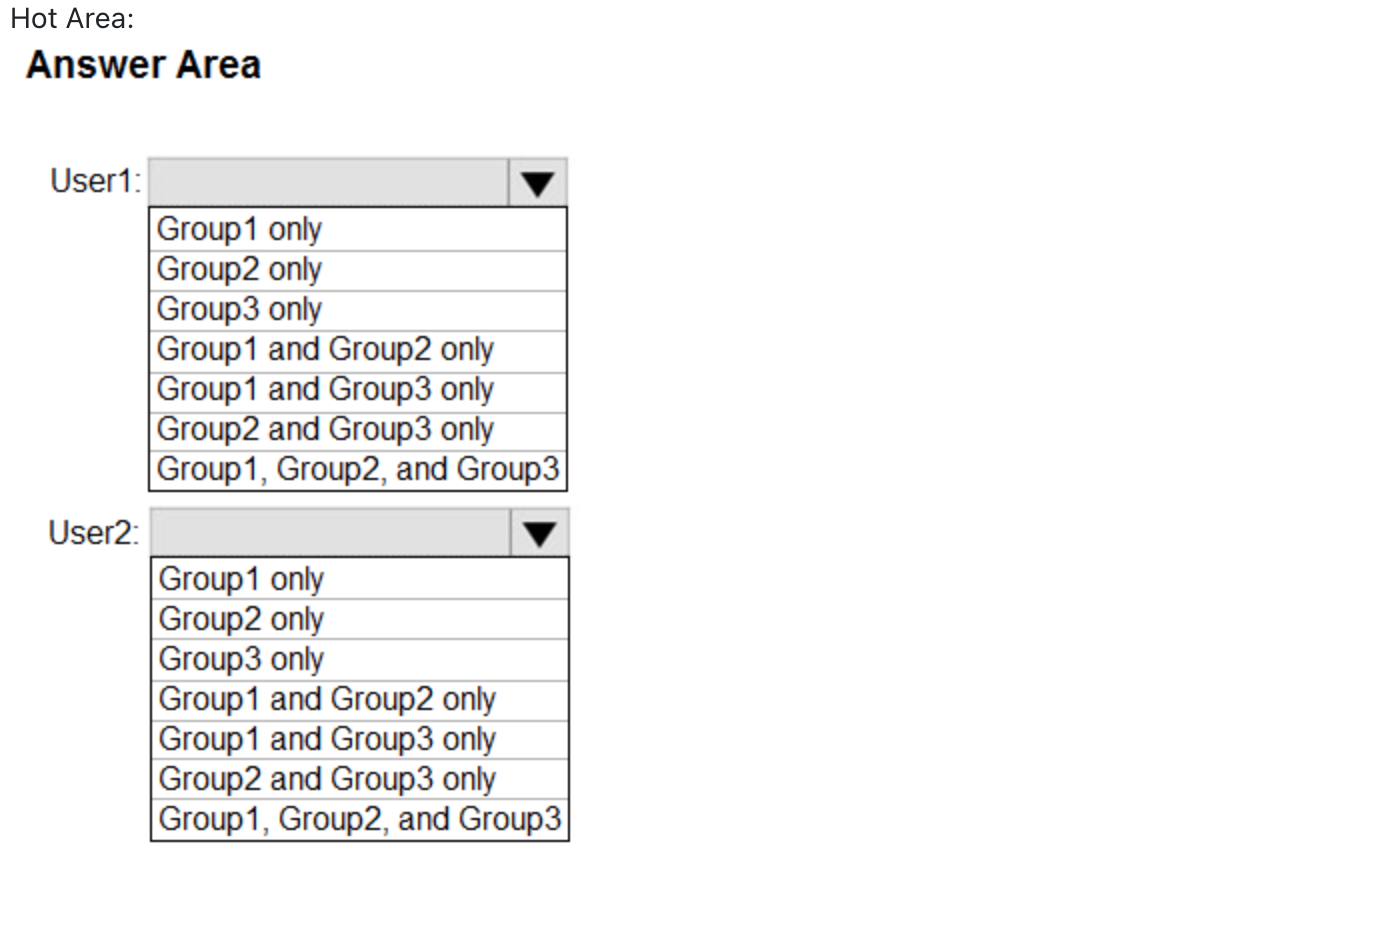 Hot Area:
Answer Area
User1:
Group1 only
Group2 only
Group3 only
Group1 and Group2 only
Group1 and Group3 only
Group2 and Group3 only
Group1, Group2, and Group3
User2:
Group1 only
Group2 only
Group3 only
Group1 and Group2 only
Group1 and Group3 only
Group2 and Group3 only
Group1, Group2, and Group3